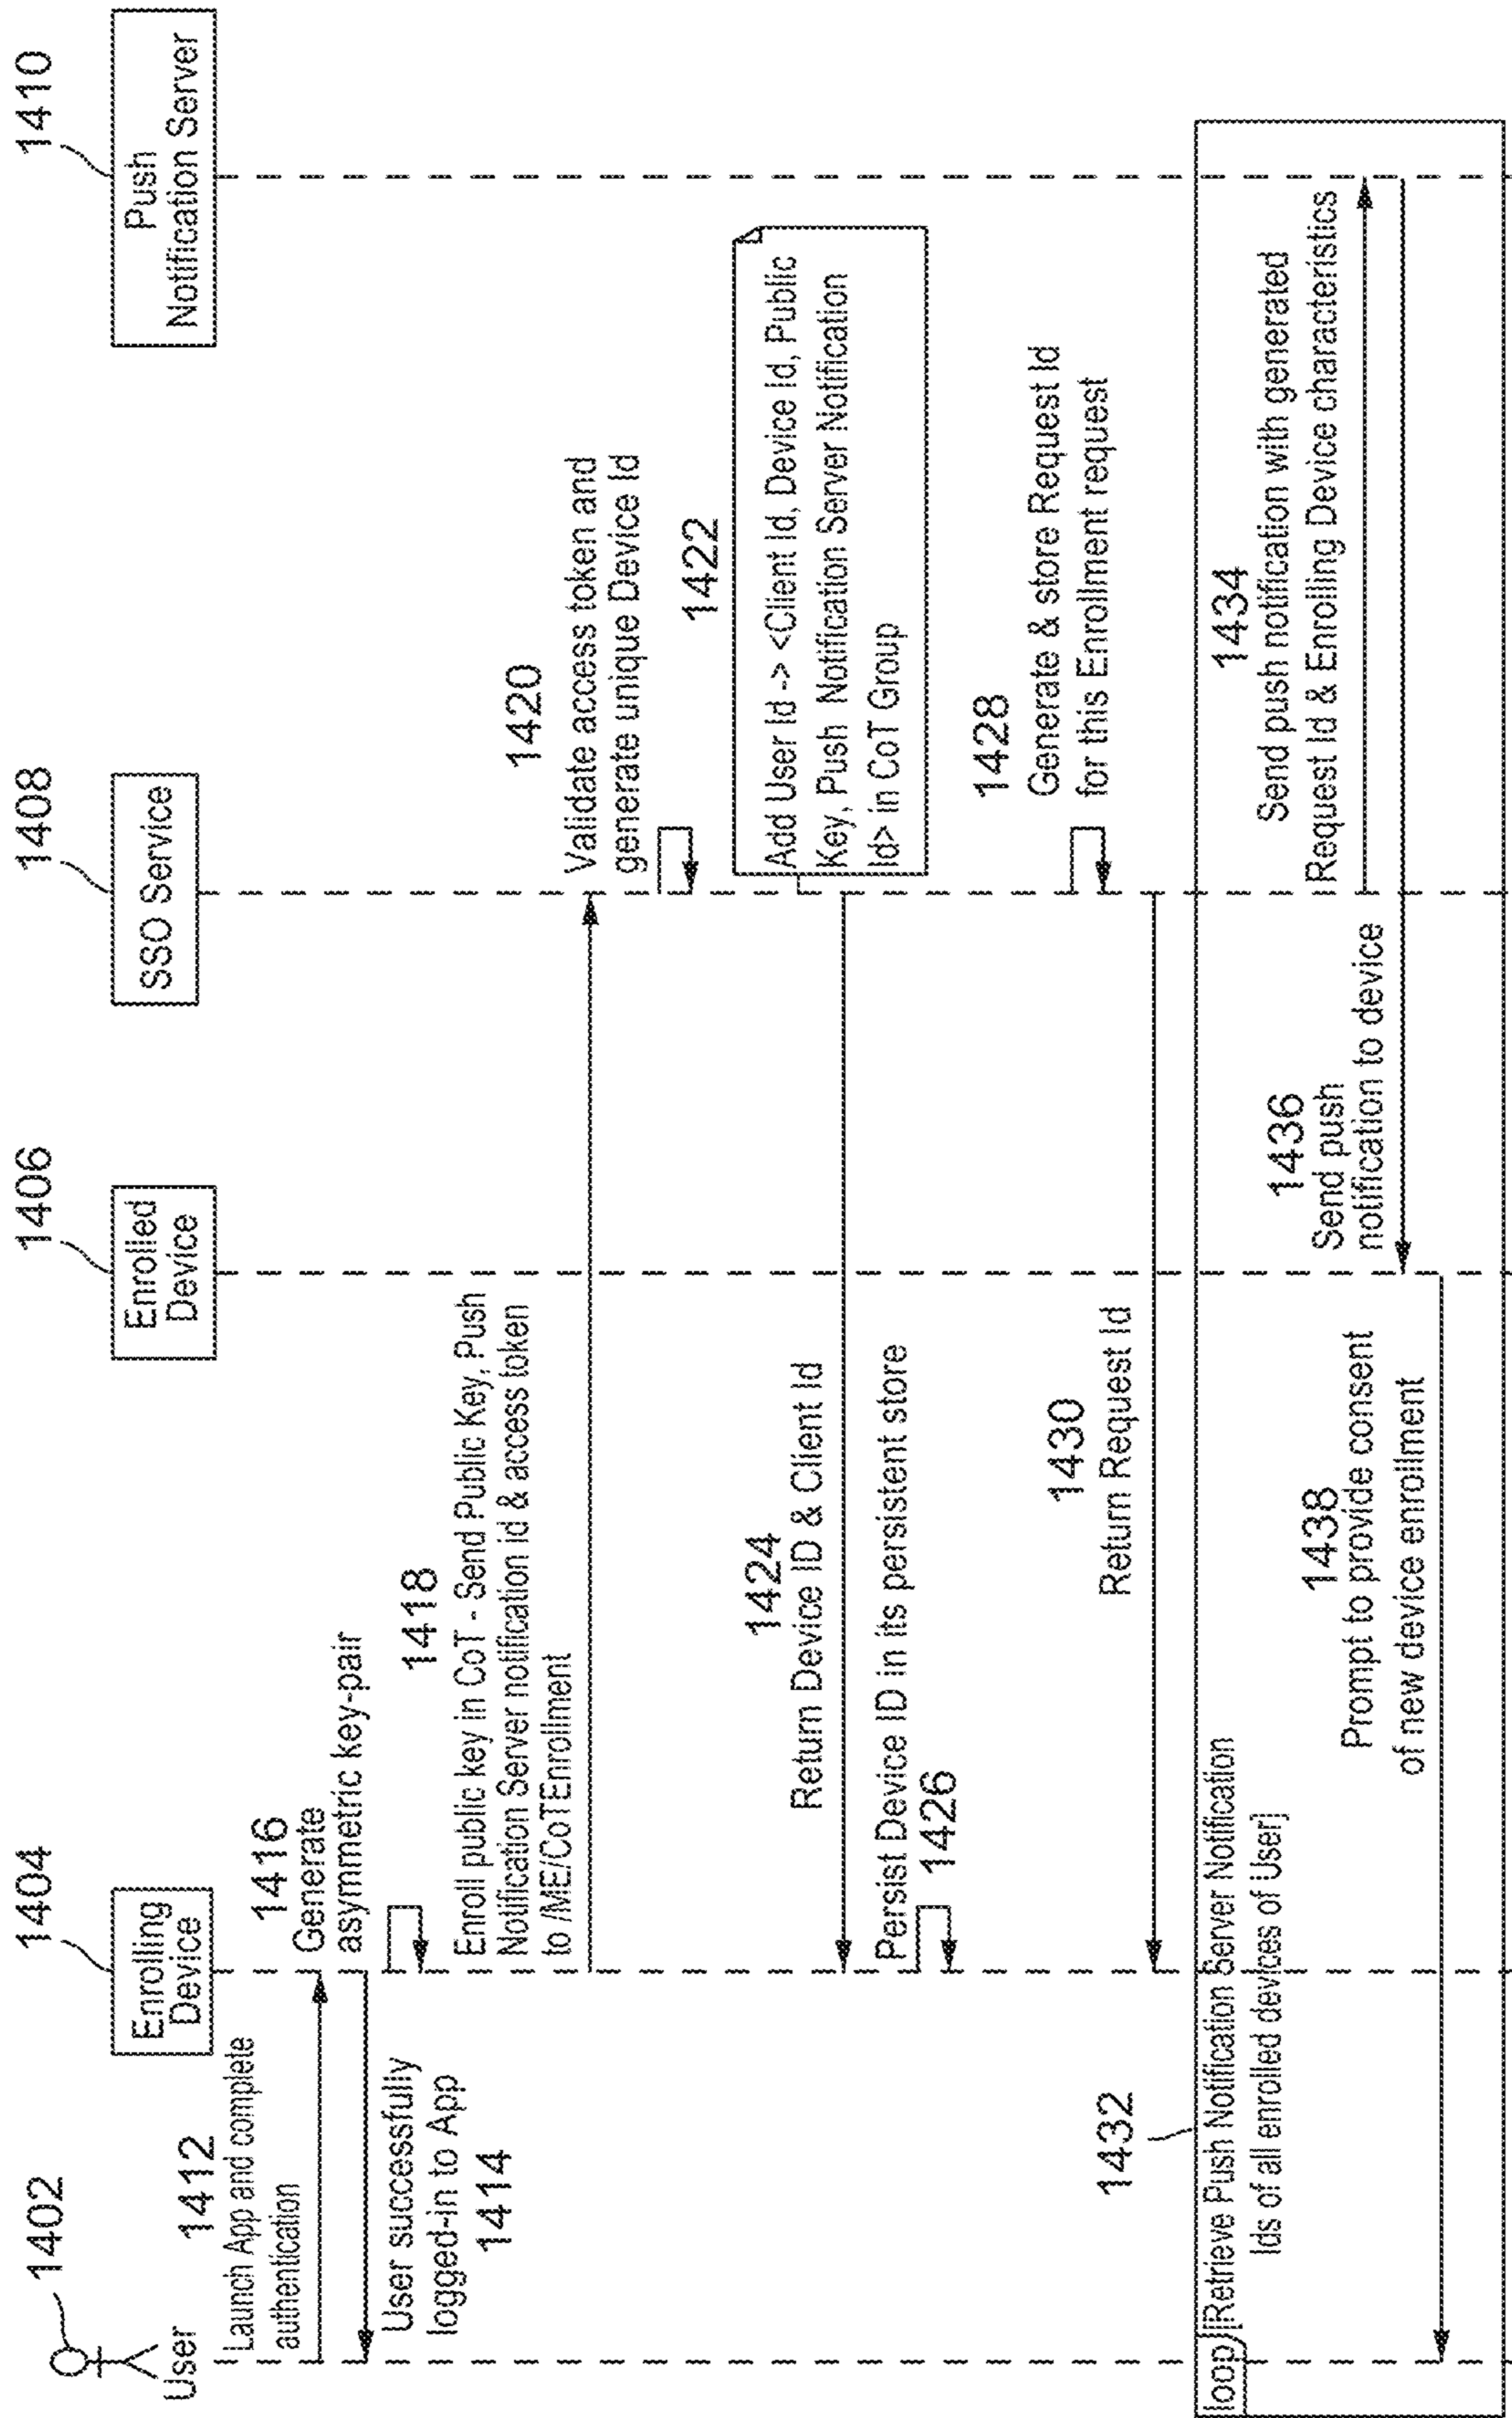 1402
User
1404
Enrolling
Device
1406
Enrolled
Device
1408
SSO Service
1410
Push
Notification Server
1412
Launch App and complete
authentication
User successfully
logged-in to App
1414
1416
Generate
asymmetric key-pair
1418
Enroll public key in CoT - Send Public Key, Push
Notification Server notification id & access token
to /ME/CoTEnrollment
1420
Validate access token and
generate unique Device Id
1422
Add User Id -> <Client Id, Device Id, Public
Key, Push Notification Server Notification
Id> in CoT Group
1424
Return Device ID & Client Id
Persist Device ID in its persistent store
1426
1428
Generate & store Request Id
for this Enrollment request
1430
Return Request Id
1432
loop
[Retrieve Push Notification Server Notification
Ids of all enrolled devices of User]
1434
Send push notification with generated
Request Id & Enrolling Device characteristics
1436
Send push
notification to device
1438
Prompt to provide consent
of new device enrollment